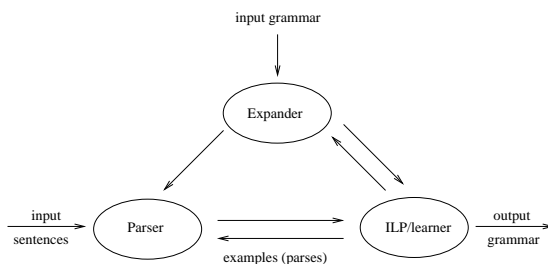 input grammar
Expander
input
sentences
Parser
examples (parses)
ILP/learner
output
grammar